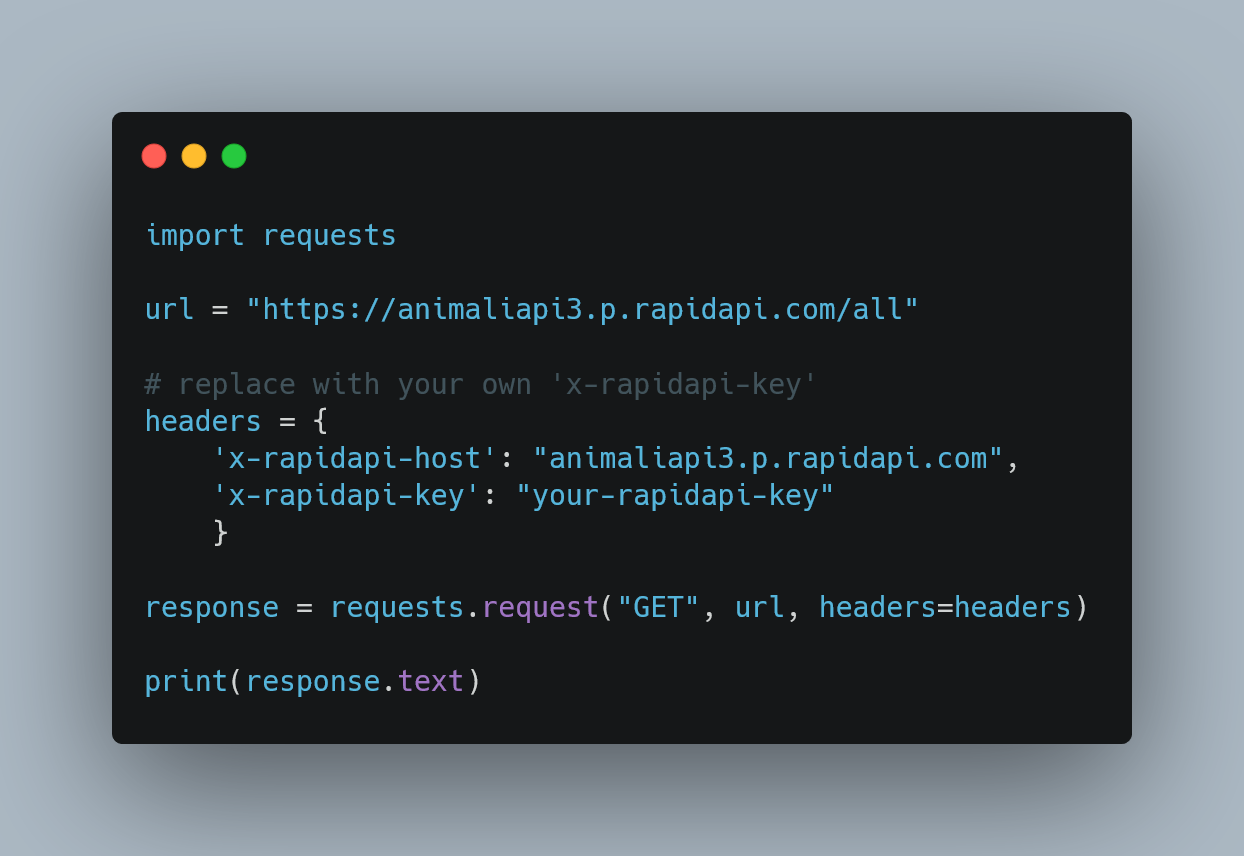 import requests

url = "https://animaliapi3.p.rapidapi.com/all"

# replace with your own 'x-rapidapi-key'
headers = {
    'x-rapidapi-host': "animaliapi3.p.rapidapi.com",
    'x-rapidapi-key': "your-rapidapi-key"
    }

response = requests.request("GET", url, headers=headers)

print(response.text)